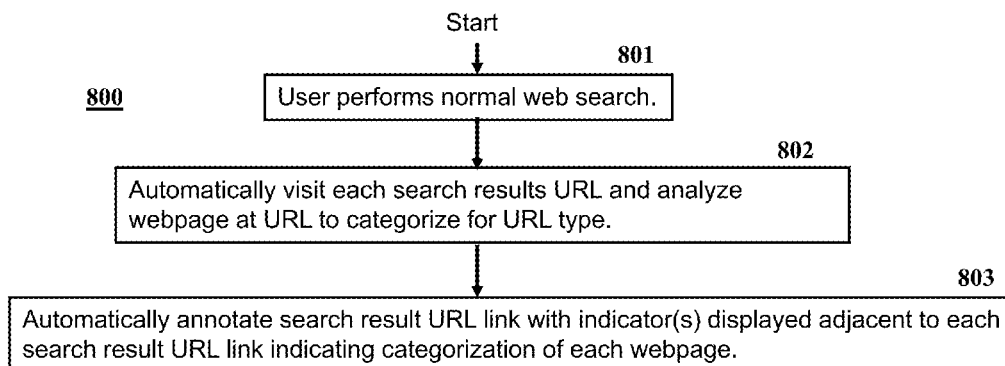 Start
801
800
User performs normal web search.
802
Automatically visit each search results URL and analyze
webpage at URL to categorize for URL type.
803
Automatically annotate search result URL link with indicator(s) displayed adjacent to each
search result URL link indicating categorization of each webpage.